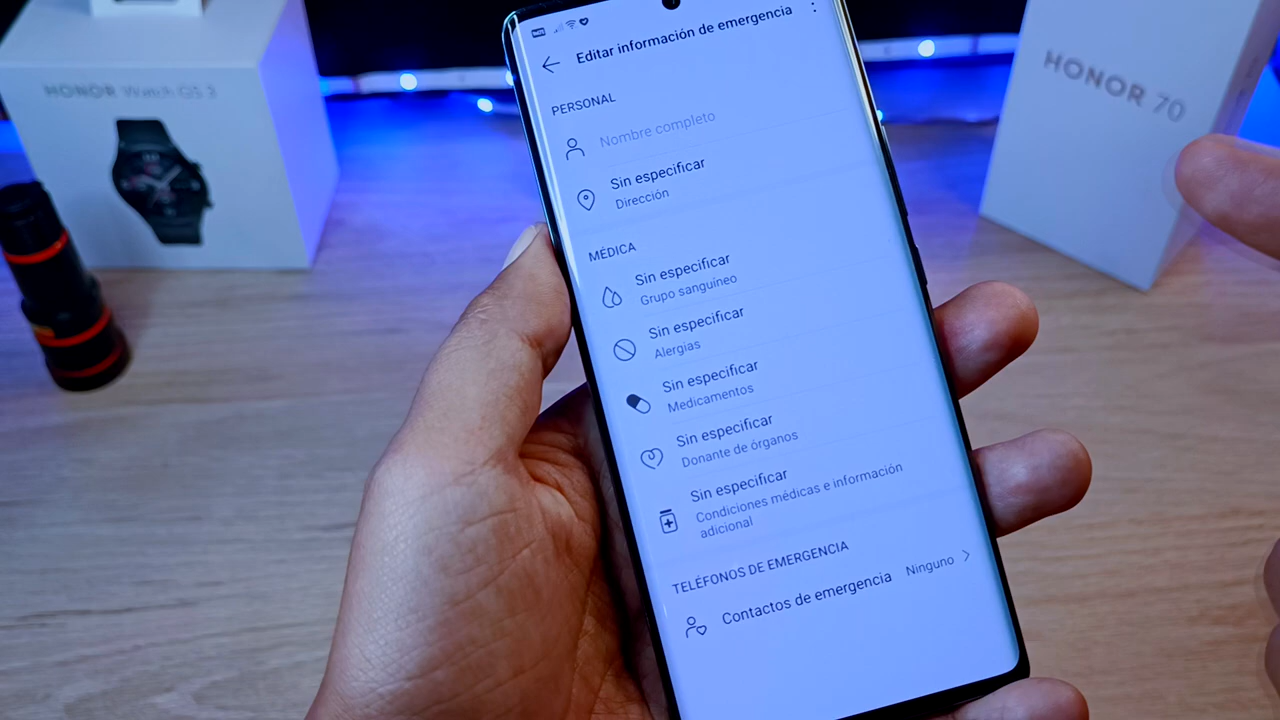 HONOR Watch GS 3
HONOR 70
Editar información de emergencia
PERSONAL
Nombre completo
Sin especificar
Dirección
MÉDICA
Sin especificar
Grupo sanguíneo
Sin especificar
Alergias
Sin especificar
Medicamentos
Sin especificar
Donante de órganos
Sin especificar
Condiciones médicas e información
adicional
TELÉFONOS DE EMERGENCIA
Contactos de emergencia Ninguno